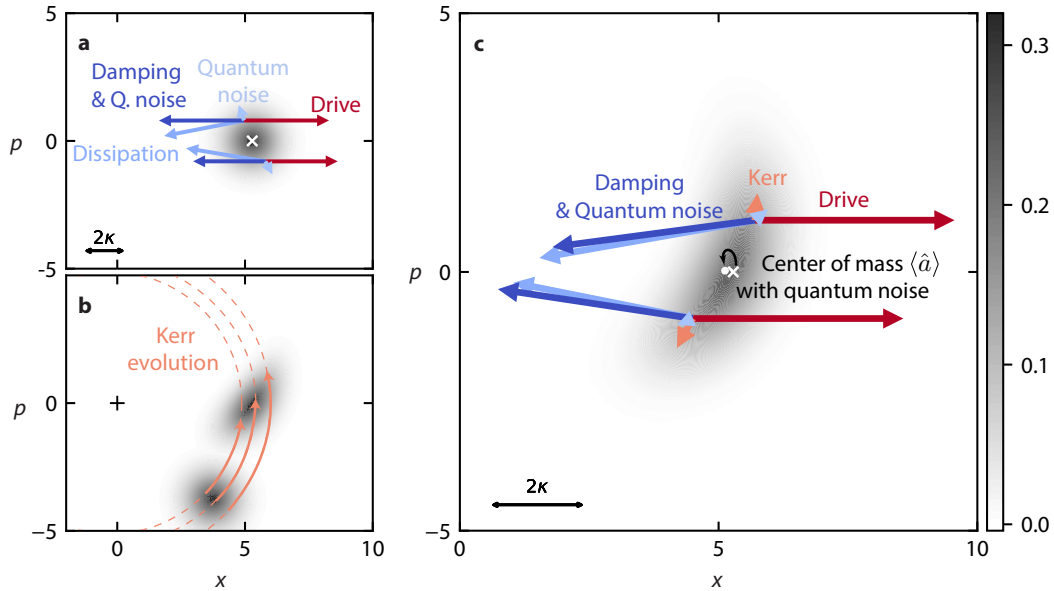 5
a
Quantum
noise
Damping
& Q. noise
Drive
p
0
Dissipation
2κ
-5
b
Kerr
evolution
p
0
−5
0
5
10
x
5
c
Kerr
Damping
& Quantum noise
Drive
p
0
Center of mass ⟨â⟩
with quantum noise
2κ
−5
0
5
10
x
0.3
0.2
0.1
0.0